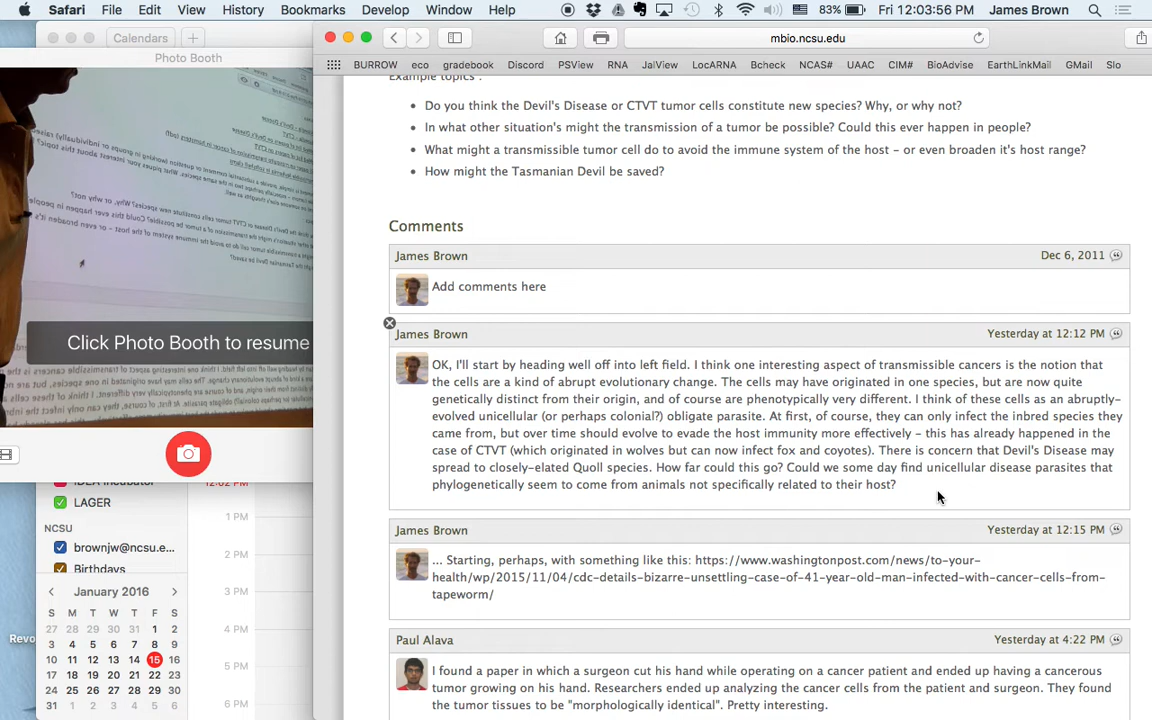 Safari File Edit View History Bookmarks Develop Window Help 83% Fri 12:03:56 PM James Brown
Calendars +
Photo Booth
Click Photo Booth to resume
12:02 PM
LAGER
1 PM
NCSU
brownjw@ncsu.e...
2 PM
Birthdays
January 2016
3 PM
S M T W T F S
27 28 29 30 31 1 2
4 PM
3 4 5 6 7 8 9
10 11 12 13 14 15 16
5 PM
17 18 19 20 21 22 23
24 25 26 27 28 29 30
31 1 2 3 4 5 6
6 PM
mbio.ncsu.edu
BURROW eco gradebook Discord PSView RNA JalView LocARNA Bcheck NCAS# UAAC CIM# BioAdvise EarthLinkMail GMail Slo
Example topics :
• Do you think the Devil's Disease or CTVT tumor cells constitute new species? Why, or why not?
• In what other situation's might the transmission of a tumor be possible? Could this ever happen in people?
• What might a transmissible tumor cell do to avoid the immune system of the host - or even broaden it's host range?
• How might the Tasmanian Devil be saved?
Comments
James Brown Dec 6, 2011
Add comments here
James Brown Yesterday at 12:12 PM
OK, I'll start by heading well off into left field. I think one interesting aspect of transmissible cancers is the notion that
the cells are a kind of abrupt evolutionary change. The cells may have originated in one species, but are now quite
genetically distinct from their origin, and of course are phenotypically very different. I think of these cells as an abruptly-
evolved unicellular (or perhaps colonial?) obligate parasite. At first, of course, they can only infect the inbred species they
came from, but over time should evolve to evade the host immunity more effectively - this has already happened in the
case of CTVT (which originated in wolves but can now infect fox and coyotes). There is concern that Devil's Disease may
spread to closely-elated Quoll species. How far could this go? Could we some day find unicellular disease parasites that
phylogenetically seem to come from animals not specifically related to their host?
James Brown Yesterday at 12:15 PM
... Starting, perhaps, with something like this: https://www.washingtonpost.com/news/to-your-
health/wp/2015/11/04/cdc-details-bizarre-unsettling-case-of-41-year-old-man-infected-with-cancer-cells-from-
tapeworm/
Paul Alava Yesterday at 4:22 PM
I found a paper in which a surgeon cut his hand while operating on a cancer patient and ended up having a cancerous
tumor growing on his hand. Researchers ended up analyzing the cancer cells from the patient and surgeon. They found
the tumor tissues to be "morphologically identical". Pretty interesting.